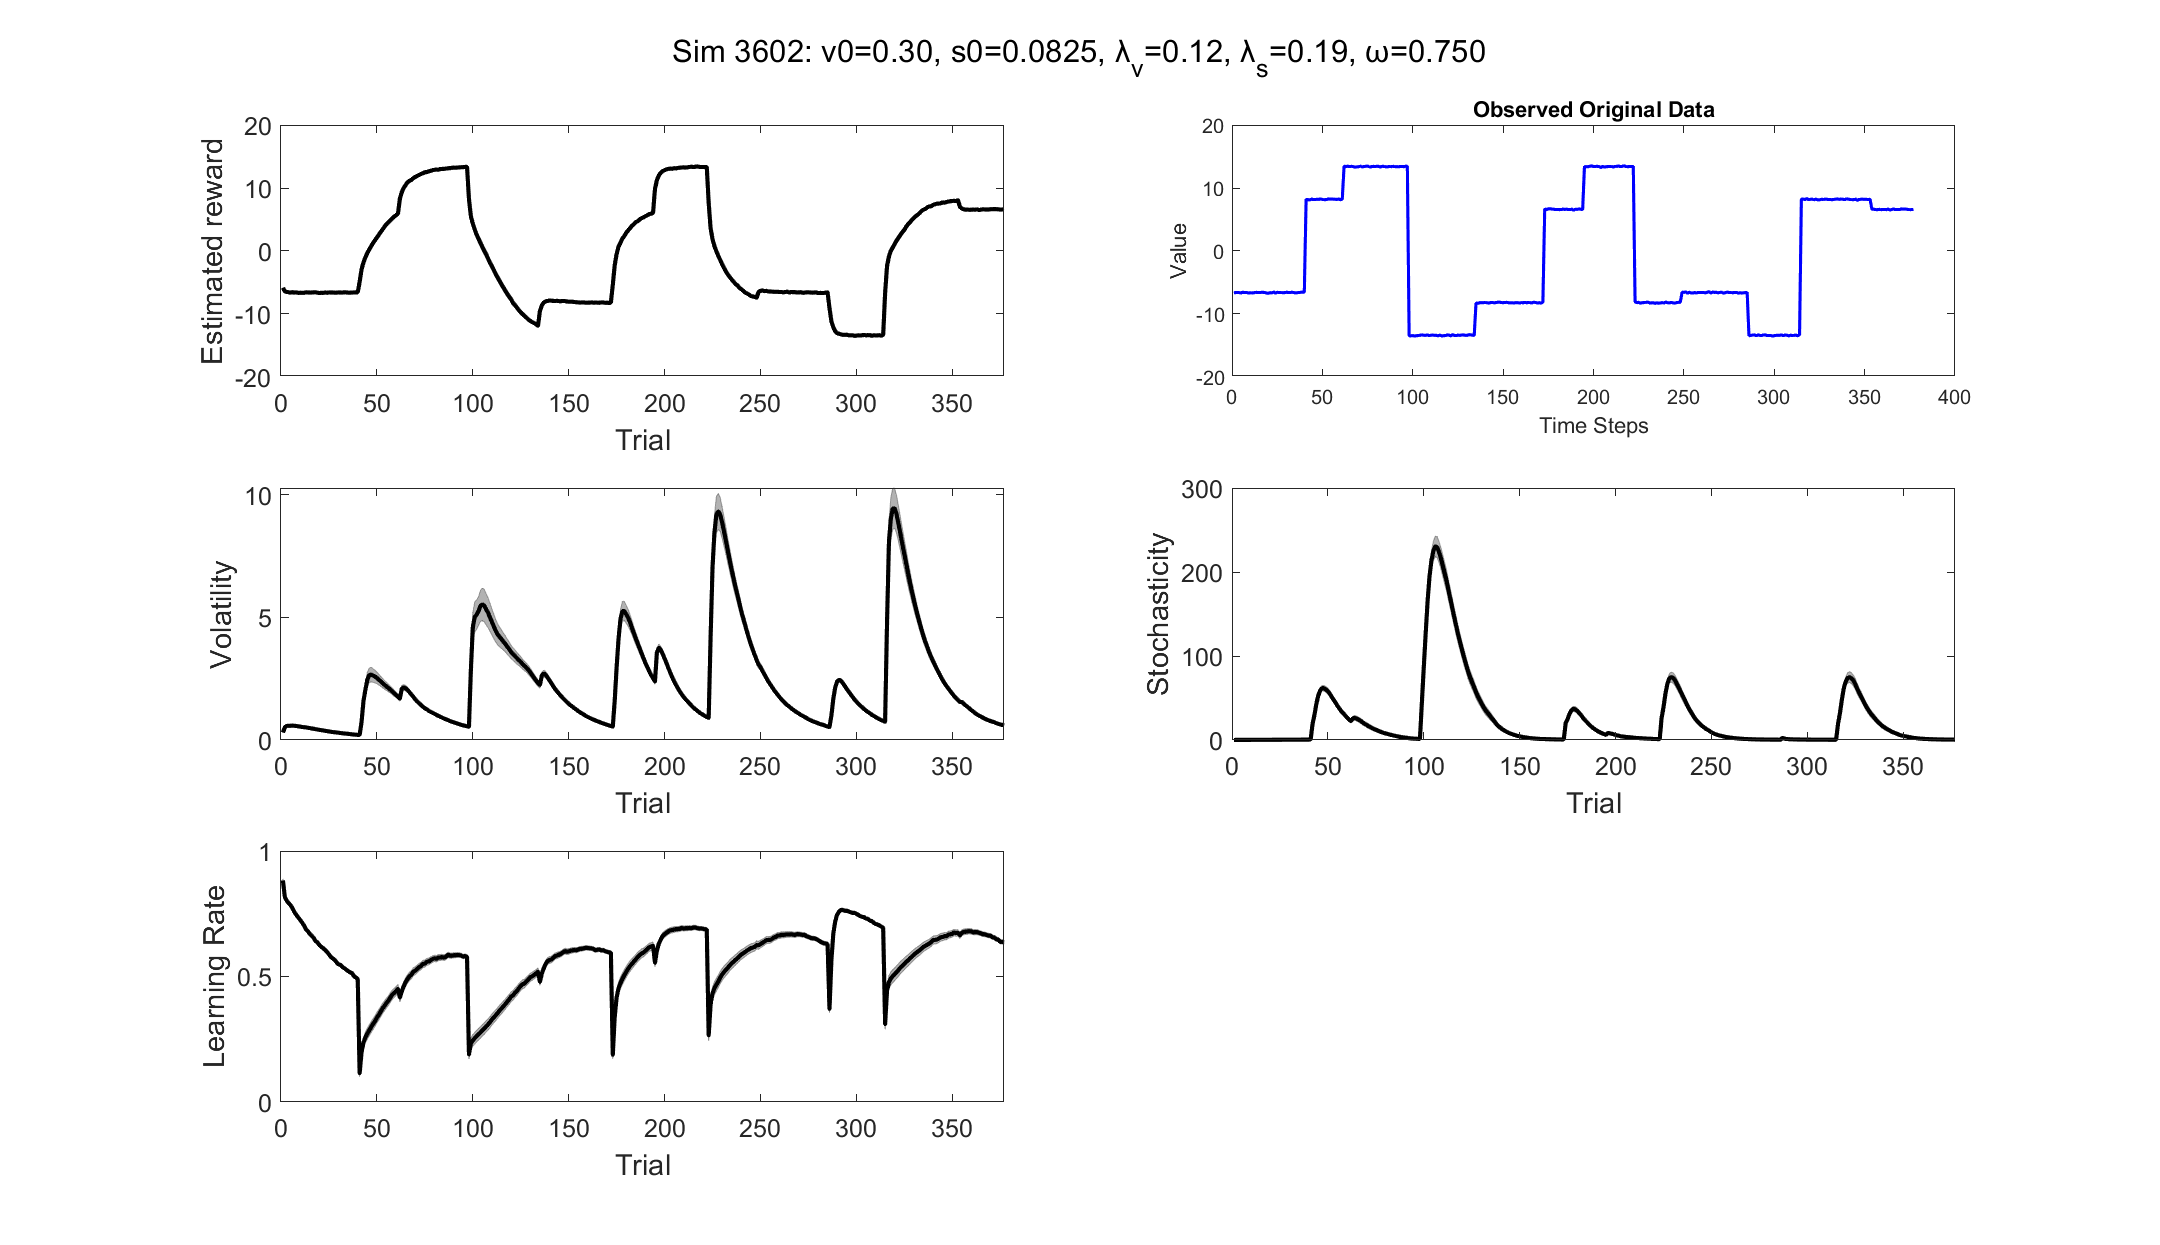 Sim 3602: v0=0.30, s0=0.0825, λ_v=0.12, λ_s=0.19, ω=0.750
Estimated reward
20
10
0
-10
-20
0 50 100 150 200 250 300 350
Trial
Observed Original Data
Value
20
10
0
-10
-20
0 50 100 150 200 250 300 350 400
Time Steps
Volatility
10
5
0
0 50 100 150 200 250 300 350
Trial
Stochasticity
300
200
100
0
0 50 100 150 200 250 300 350
Trial
Learning Rate
1
0.5
0
0 50 100 150 200 250 300 350
Trial